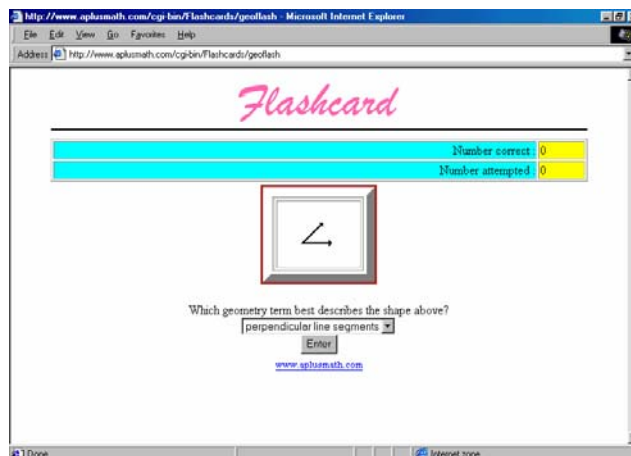 http://www.aplusmath.com/cgi-bin/Flashcards/geoflash - Microsoft Internet Explorer
File Edit View Go Favorites Help
Address http://www.aplusmath.com/cgi-bin/Flashcards/geoflash
Flashcard
Number correct : 0
Number attempted : 0
Which geometry term best describes the shape above?
perpendicular line segments
Enter
www.aplusmath.com
Done Internet zone